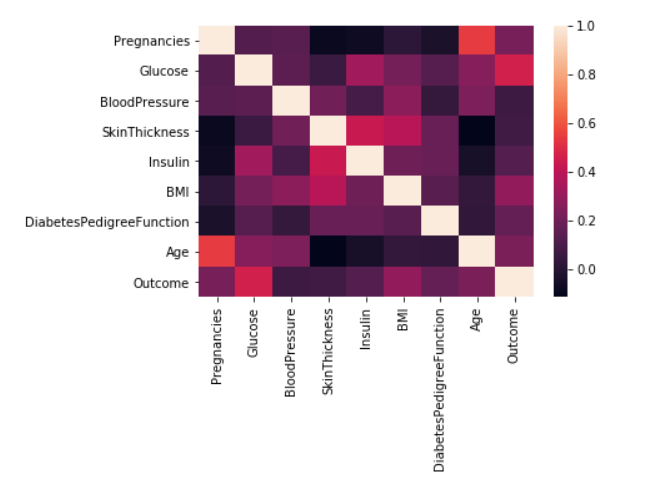 Pregnancies
Glucose
BloodPressure
SkinThickness
Insulin
BMI
DiabetesPedigreeFunction
Age
Outcome
Pregnancies
Glucose
BloodPressure
SkinThickness
Insulin
BMI
DiabetesPedigreeFunction
Age
Outcome
1.0
0.8
0.6
0.4
0.2
0.0